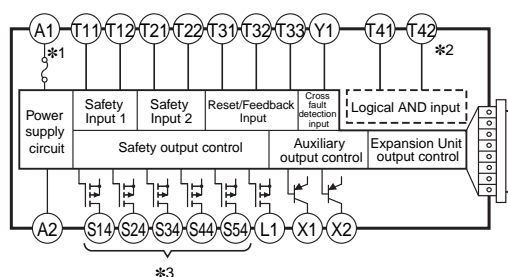 A1 T11 T12 T21 T22 T31 T32 T33 Y1 T41 T42
*1
*2
Power supply circuit
Safety Input 1
Safety Input 2
Reset/Feedback Input
Cross fault detection input
Logical AND input
Safety output control
Auxiliary output control
Expansion Unit output control
A2 S14 S24 S34 S44 S54 L1 X1 X2
*3